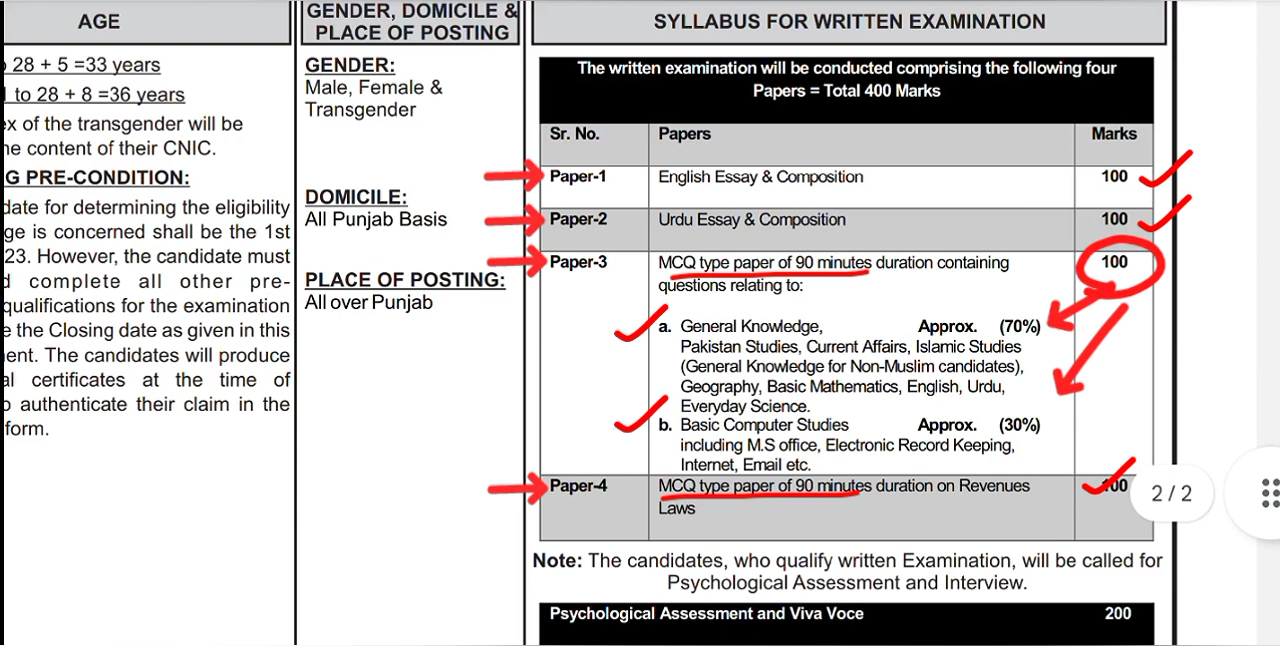 AGE
28 + 5 =33 years
to 28 + 8 =36 years
ex of the transgender will be
he content of their CNIC.
G PRE-CONDITION:
date for determining the eligibility
ge is concerned shall be the 1st
23. However, the candidate must
d complete all other pre-
qualifications for the examination
e the Closing date as given in this
ent. The candidates will produce
al certificates at the time of
o authenticate their claim in the
form.
GENDER, DOMICILE &
PLACE OF POSTING
GENDER:
Male, Female &
Transgender
DOMICILE:
All Punjab Basis
PLACE OF POSTING:
All over Punjab
SYLLABUS FOR WRITTEN EXAMINATION
The written examination will be conducted comprising the following four
Papers = Total 400 Marks
Sr. No. Papers Marks
Paper-1 English Essay & Composition 100
Paper-2 Urdu Essay & Composition 100
Paper-3 MCQ type paper of 90 minutes duration containing 100
questions relating to:
a. General Knowledge, Approx. (70%)
Pakistan Studies, Current Affairs, Islamic Studies
(General Knowledge for Non-Muslim candidates),
Geography, Basic Mathematics, English, Urdu,
Everyday Science.
b. Basic Computer Studies Approx. (30%)
including M.S office, Electronic Record Keeping,
Internet, Email etc.
Paper-4 MCQ type paper of 90 minutes duration on Revenues 100
Laws
2 / 2
Note: The candidates, who qualify written Examination, will be called for
Psychological Assessment and Interview.
Psychological Assessment and Viva Voce 200